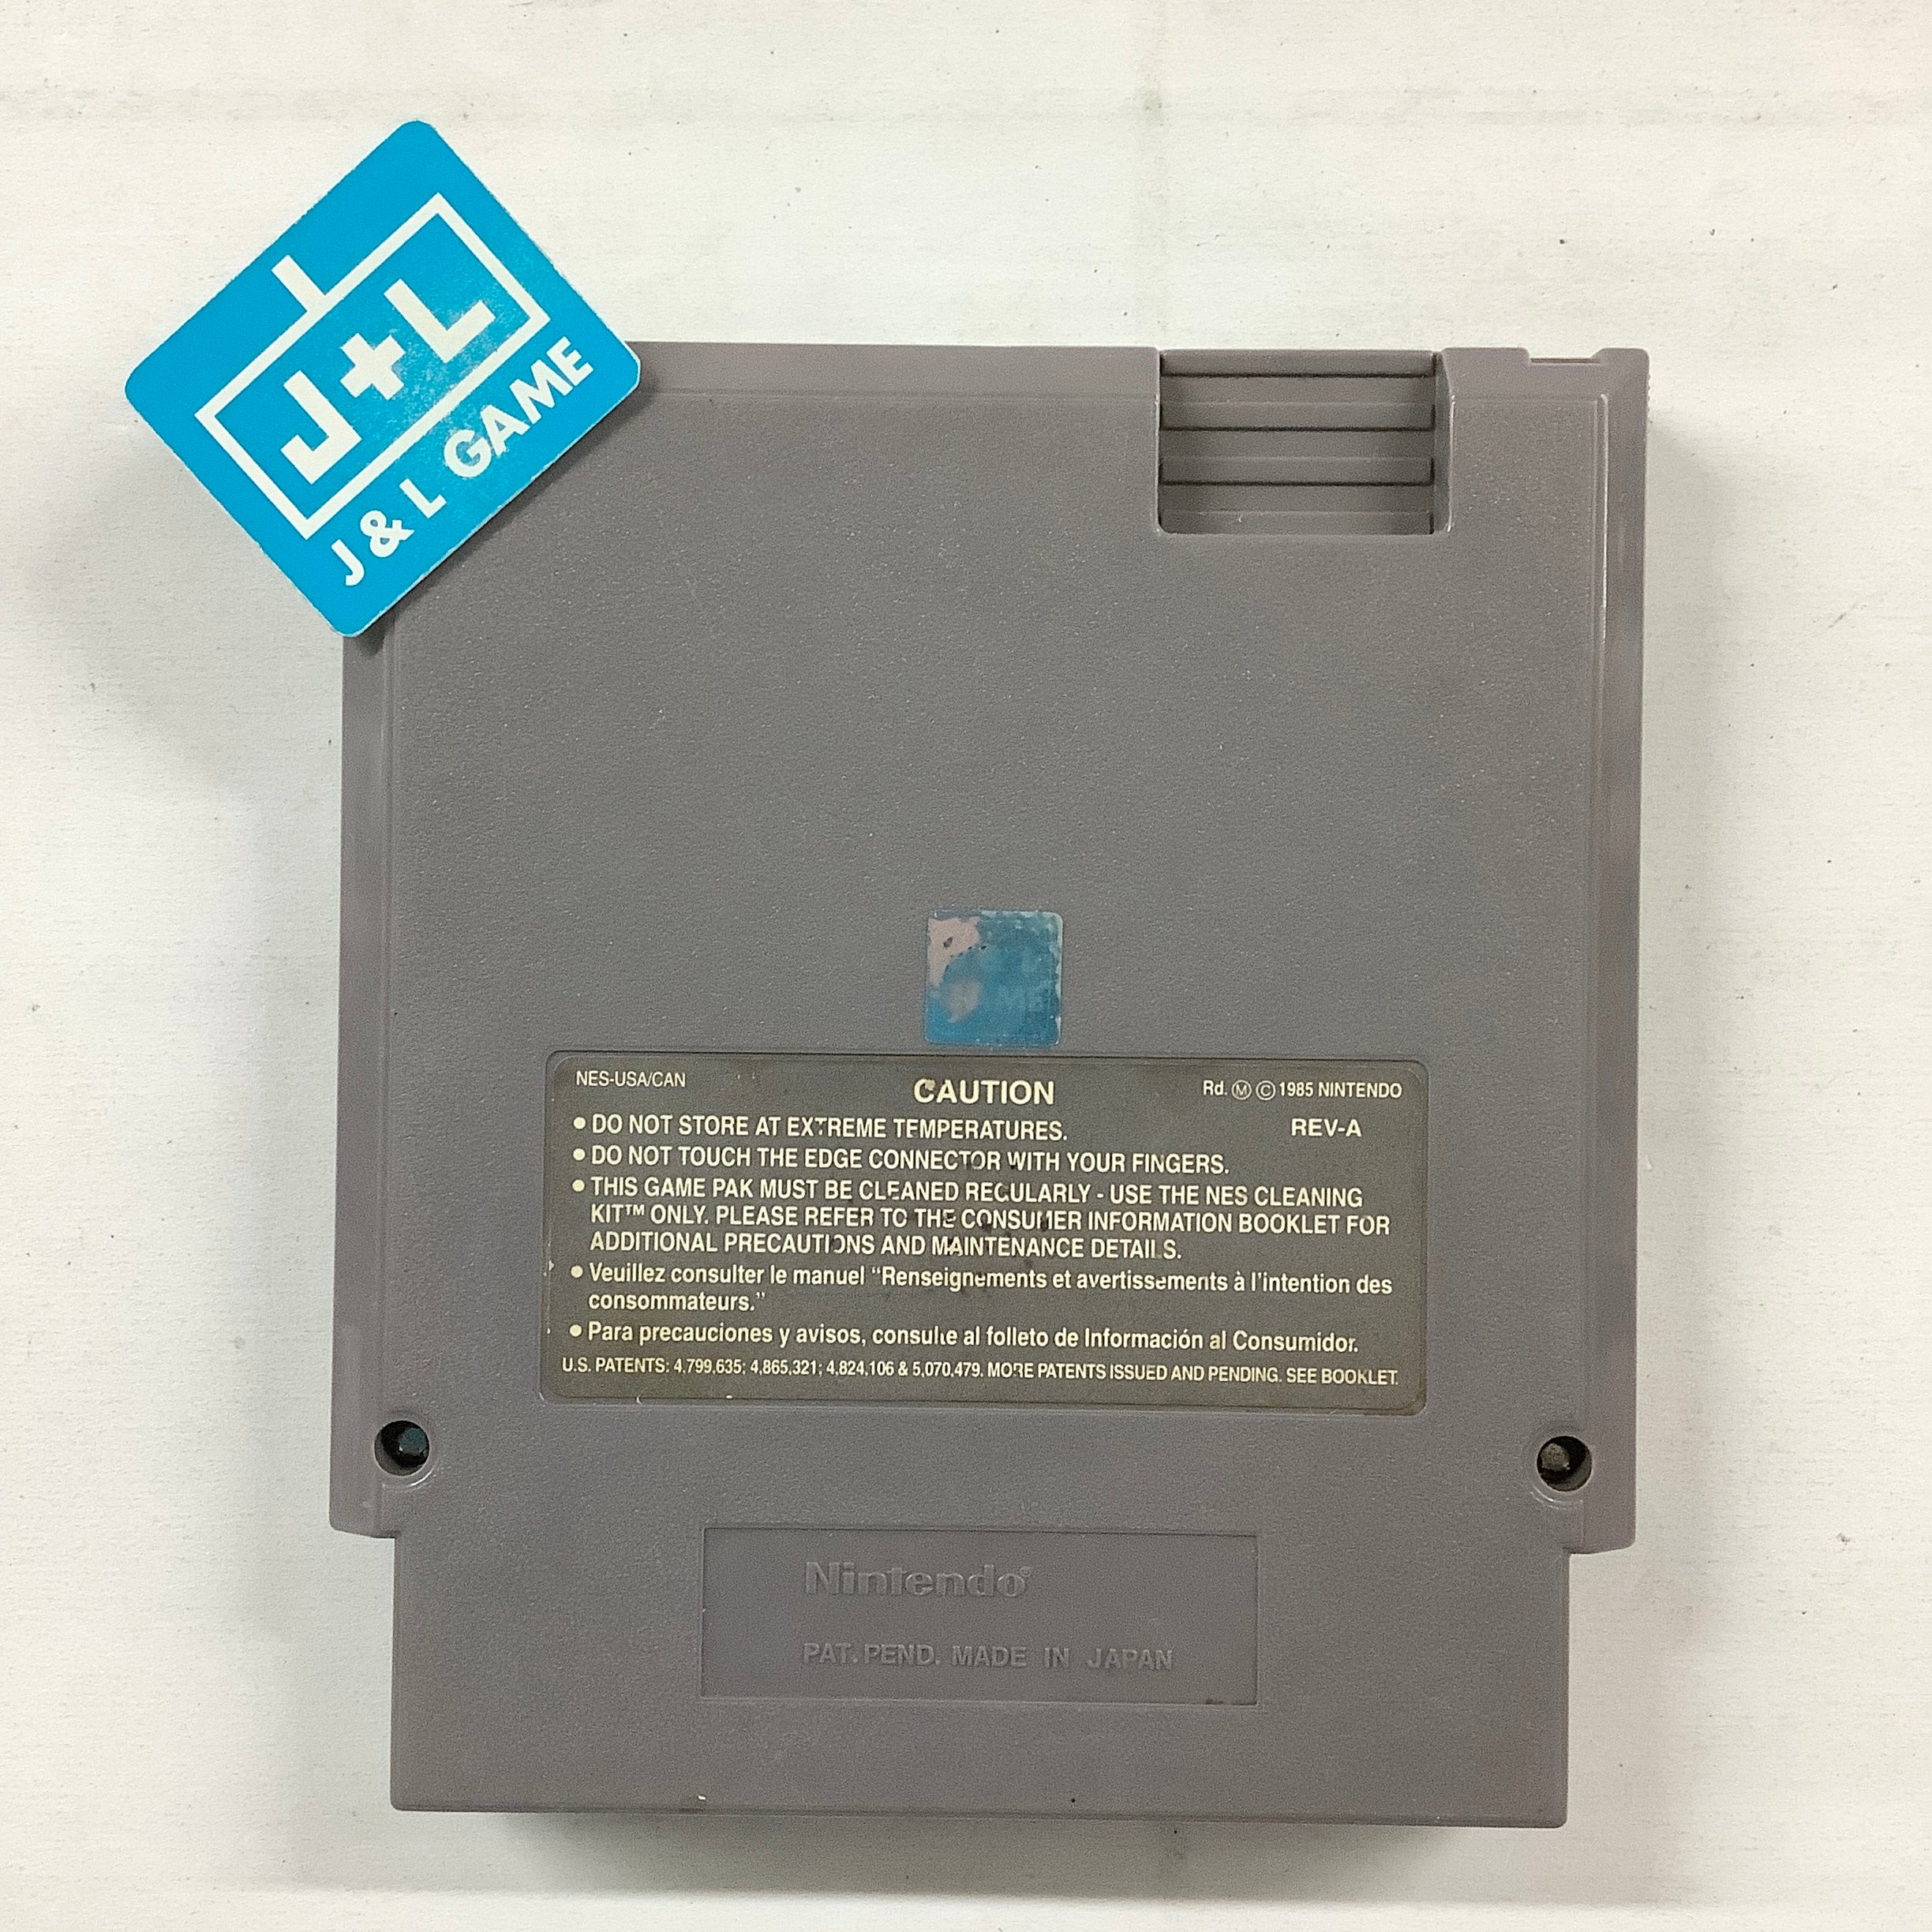 J+L
J & L GAME
GAME
NES-USA/CAN
CAUTION
Rd. Ⓜ © 1985 NINTENDO
REV-A
• DO NOT STORE AT EXTREME TEMPERATURES.
• DO NOT TOUCH THE EDGE CONNECTOR WITH YOUR FINGERS.
• THIS GAME PAK MUST BE CLEANED REGULARLY - USE THE NES CLEANING
KIT™ ONLY. PLEASE REFER TO THE CONSUMER INFORMATION BOOKLET FOR
ADDITIONAL PRECAUTIONS AND MAINTENANCE DETAILS.
• Veuillez consulter le manuel “Renseignements et avertissements à l’intention des
consommateurs.”
• Para precauciones y avisos, consulte al folleto de Información al Consumidor.
U.S. PATENTS: 4,799,635; 4,865,321; 4,824,106 & 5,070,479. MORE PATENTS ISSUED AND PENDING. SEE BOOKLET.
Nintendo®
PAT. PEND. MADE IN JAPAN